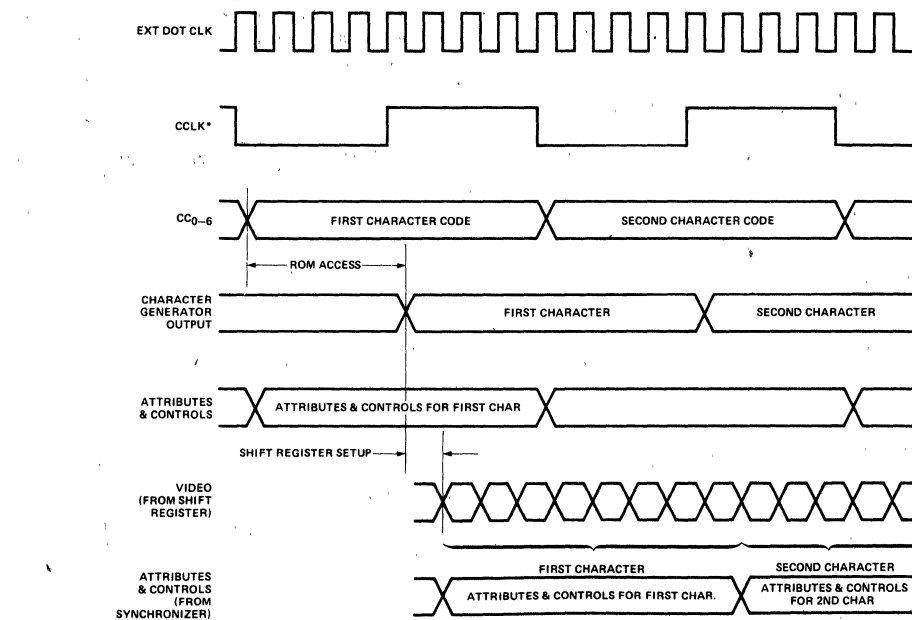 EXT DOT CLK
CCLK*
CC0–6
FIRST CHARACTER CODE
SECOND CHARACTER CODE
ROM ACCESS
CHARACTER
GENERATOR
OUTPUT
FIRST CHARACTER
SECOND CHARACTER
ATTRIBUTES
& CONTROLS
ATTRIBUTES & CONTROLS FOR FIRST CHAR
SHIFT REGISTER SETUP
VIDEO
(FROM SHIFT
REGISTER)
FIRST CHARACTER
SECOND CHARACTER
ATTRIBUTES
& CONTROLS
(FROM
SYNCHRONIZER)
ATTRIBUTES & CONTROLS FOR FIRST CHAR.
ATTRIBUTES & CONTROLS
FOR 2ND CHAR